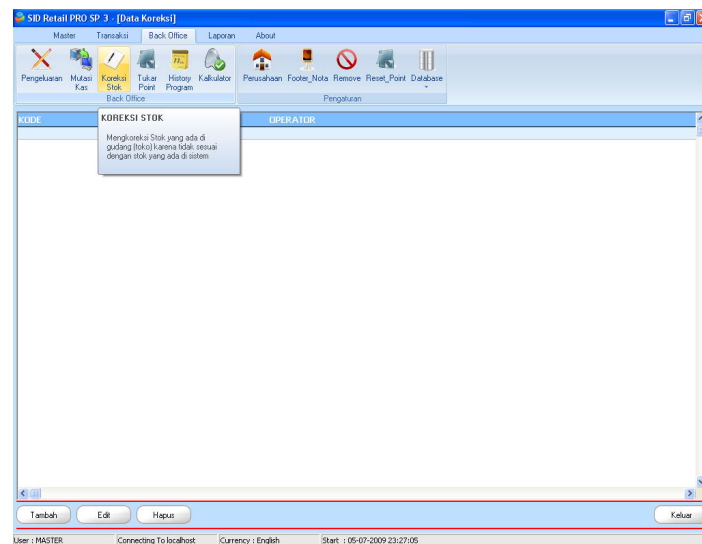 SID Retail PRO SP 3 - [Data Koreksi]
Master Transaksi Back Office Laporan About
Pengeluaran Mutasi Kas Koreksi Stok Tukar Point History Program Kalkulator Perusahaan Footer_Nota Remove Reset_Point Database
Back Office Pengaturan
KODE OPERATOR
KOREKSI STOK
Mengkoreksi Stok yang ada di
gudang (toko) karena tidak sesuai
dengan stok yang ada di sistem
Tambah Edit Hapus Keluar
User : MASTER Connecting To localhost Currency : English Start : 05-07-2009 23:27:05